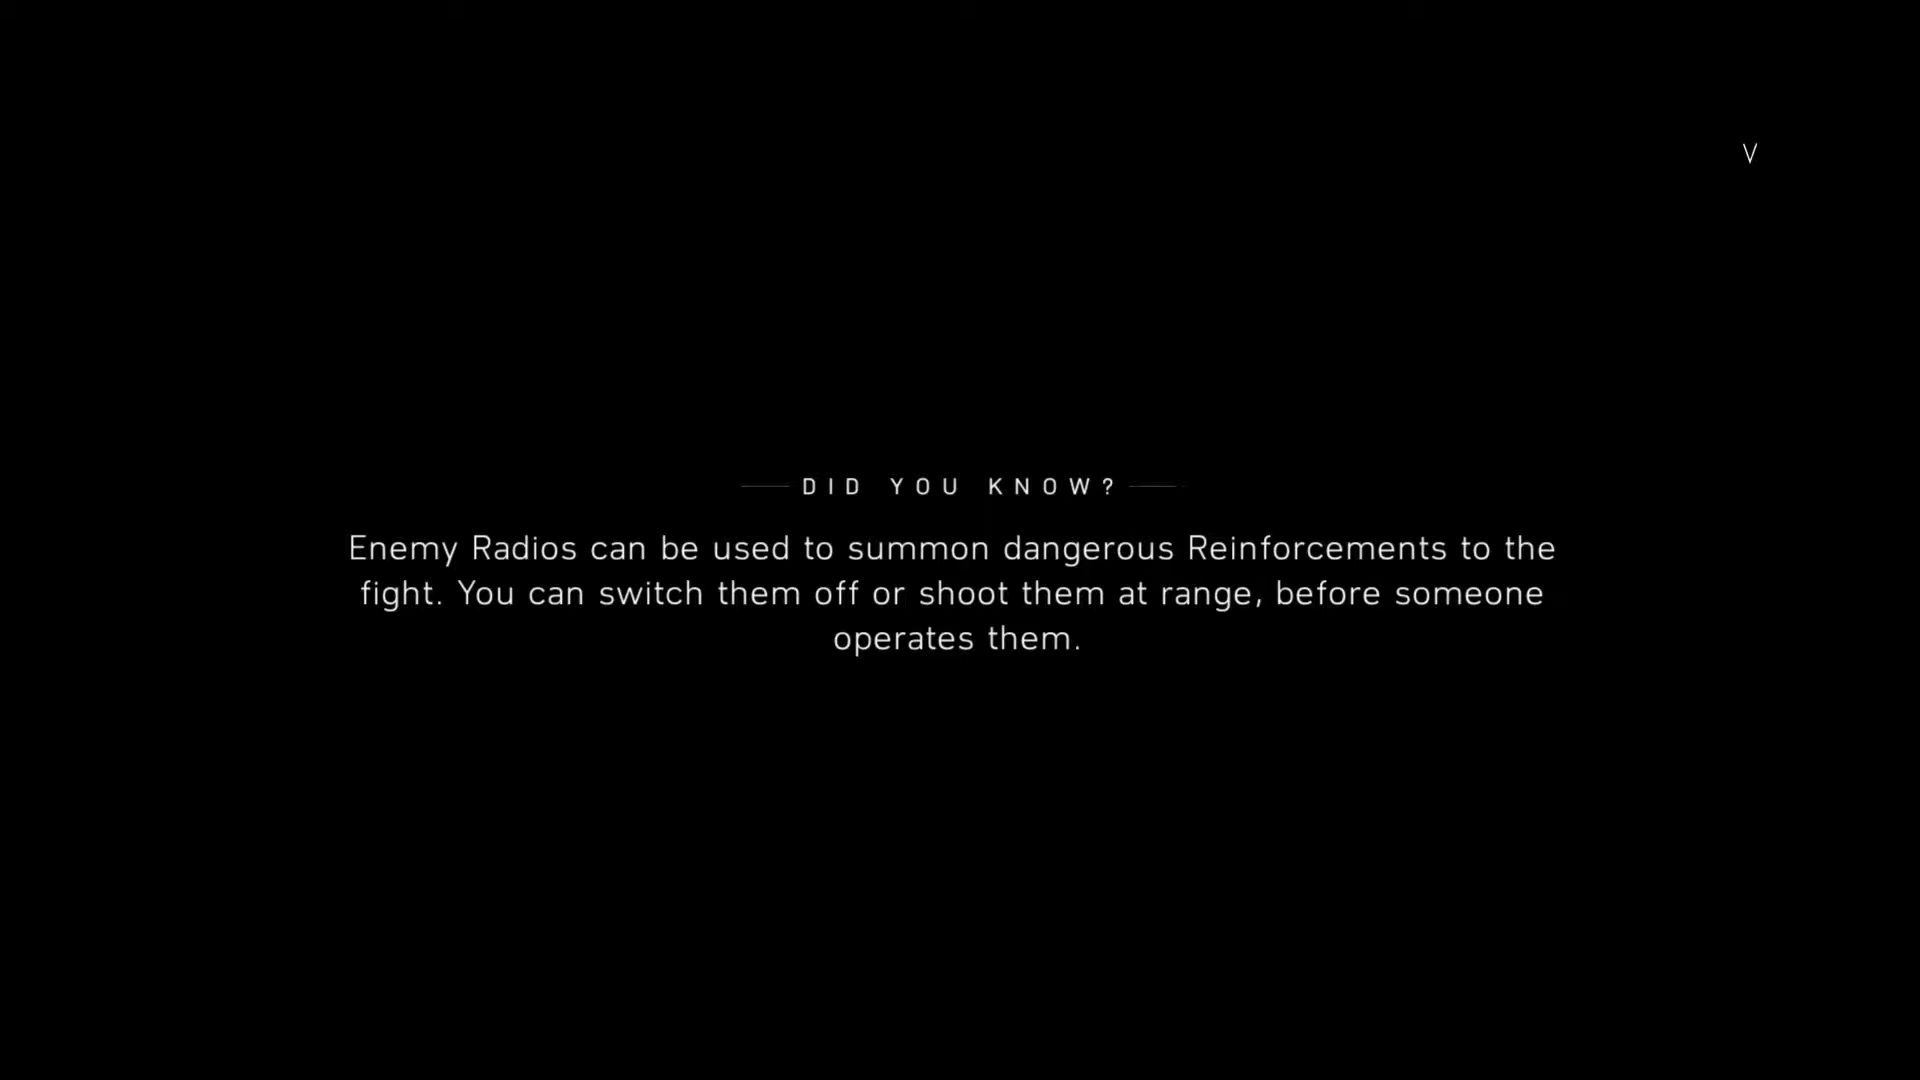 V
DID YOU KNOW?
Enemy Radios can be used to summon dangerous Reinforcements to the
fight. You can switch them off or shoot them at range, before someone
operates them.